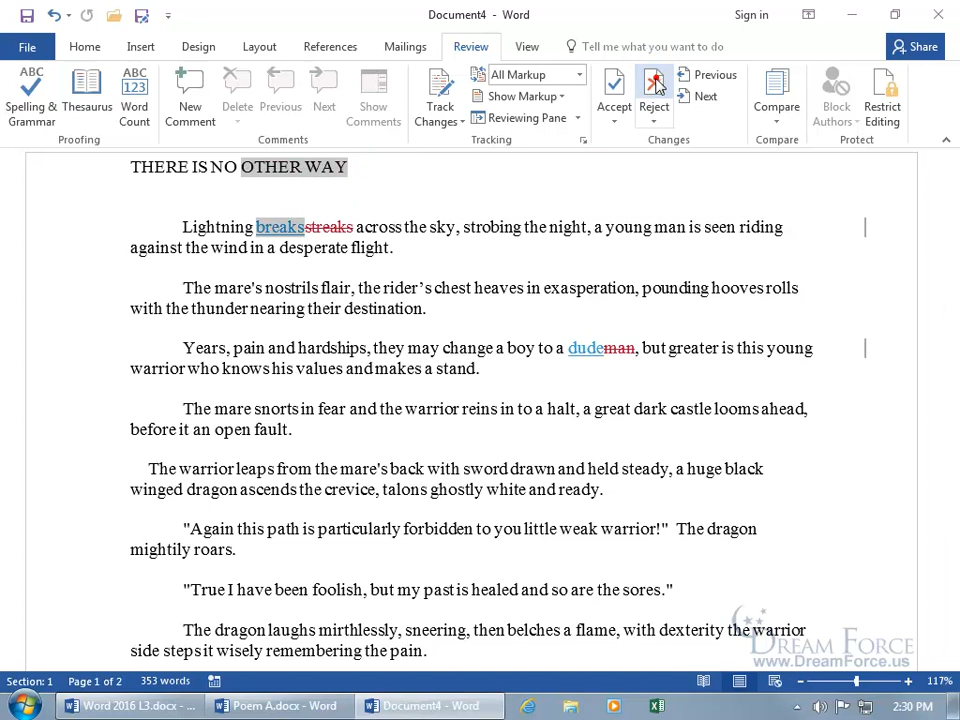 Document4 - Word
Sign in
File
Home
Insert
Design
Layout
References
Mailings
Review
View
Tell me what you want to do
Share
ABC
Spelling &
Grammar
Thesaurus
ABC
123
Word
Count
Proofing
New
Comment
Delete
Previous
Next
Show
Comments
Comments
Track
Changes
All Markup
Show Markup
Reviewing Pane
Tracking
Accept
Reject
Previous
Next
Changes
Compare
Compare
Block
Authors
Restrict
Editing
Protect
THERE IS NO OTHER WAY
Lightning breaksstreaks across the sky, strobing the night, a young man is seen riding
against the wind in a desperate flight.
The mare's nostrils flair, the rider's chest heaves in exasperation, pounding hooves rolls
with the thunder nearing their destination.
Years, pain and hardships, they may change a boy to a dudeman, but greater is this young
warrior who knows his values and makes a stand.
The mare snorts in fear and the warrior reins in to a halt, a great dark castle looms ahead,
before it an open fault.
The warrior leaps from the mare's back with sword drawn and held steady, a huge black
winged dragon ascends the crevice, talons ghostly white and ready.
"Again this path is particularly forbidden to you little weak warrior!" The dragon
mightily roars.
"True I have been foolish, but my past is healed and so are the sores."
The dragon laughs mirthlessly, sneering, then belches a flame, with dexterity the warrior
side steps it wisely remembering the pain.
DREAM FORCE
www.DreamForce.us
Section: 1
Page 1 of 2
353 words
117%
Word 2016 L3.docx - ...
Poem A.docx - Word
Document4 - Word
2:30 PM